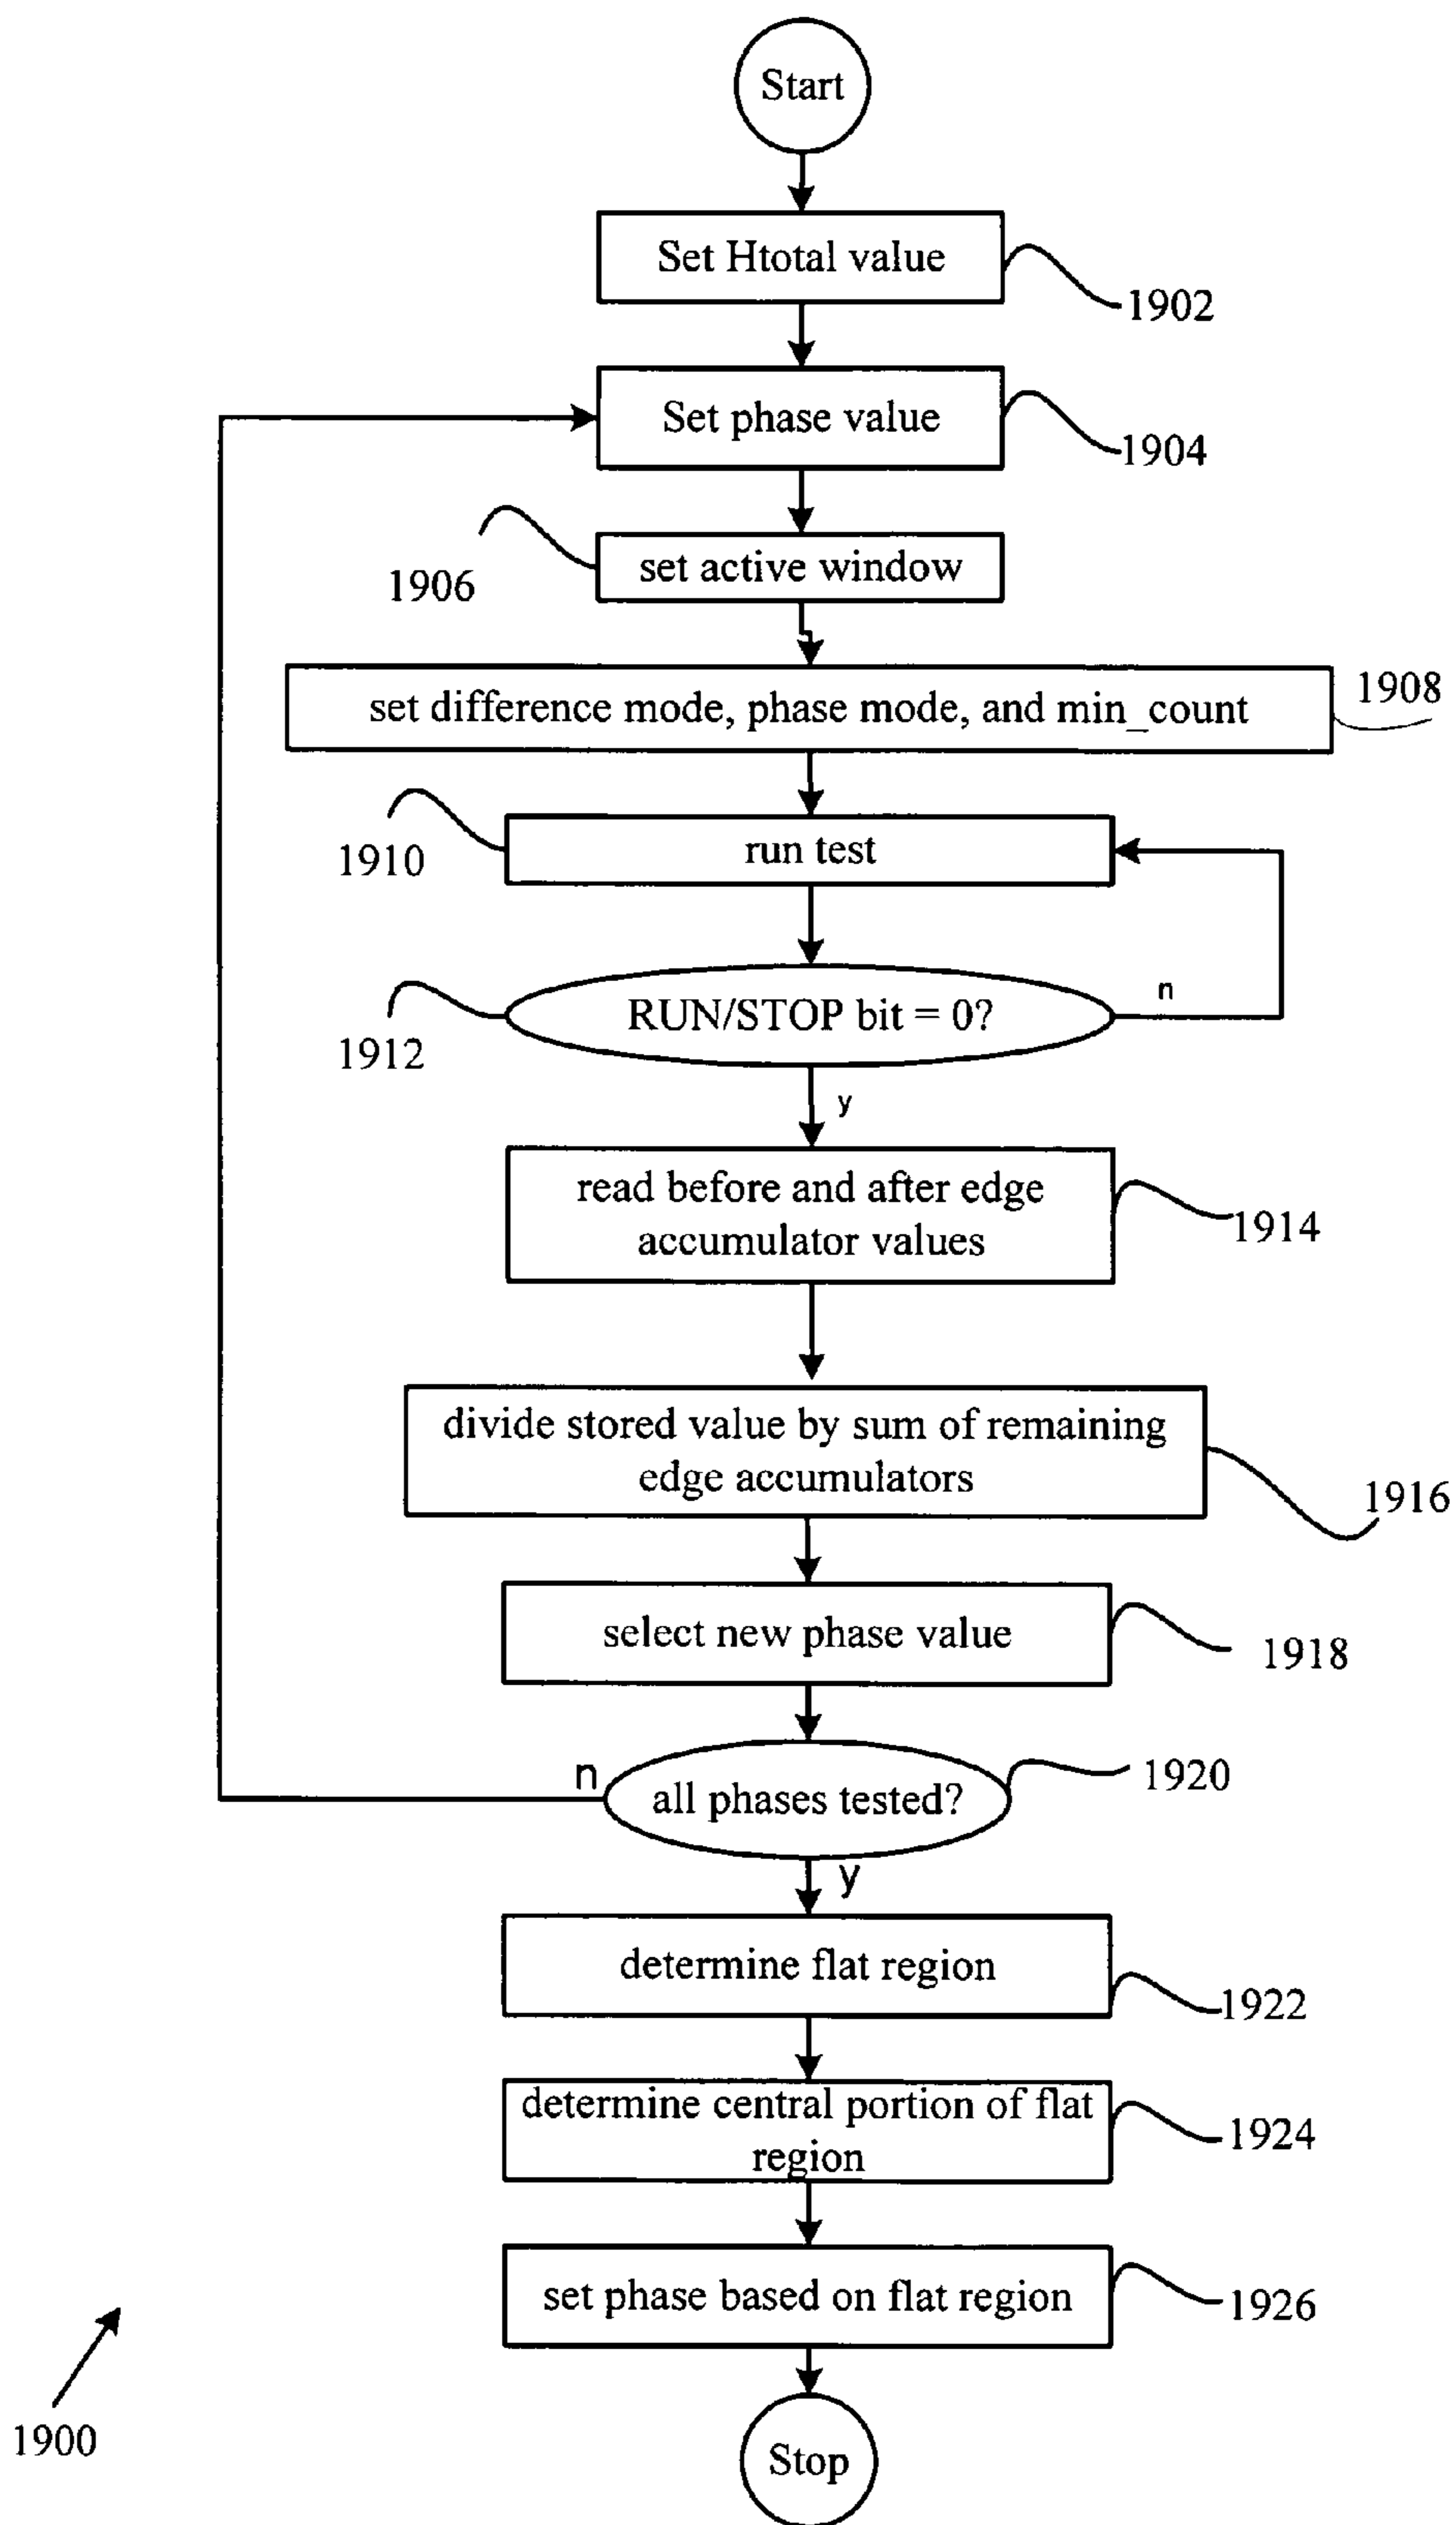 Start
Set Htotal value
1902
Set phase value
1904
set active window
1906
set difference mode, phase mode, and min_count
1908
run test
1910
RUN/STOP bit = 0?
n
1912
y
read before and after edge
accumulator values
1914
divide stored value by sum of remaining
edge accumulators
1916
select new phase value
1918
n
all phases tested?
1920
y
determine flat region
1922
determine central portion of flat
region
1924
set phase based on flat region
1926
1900
Stop